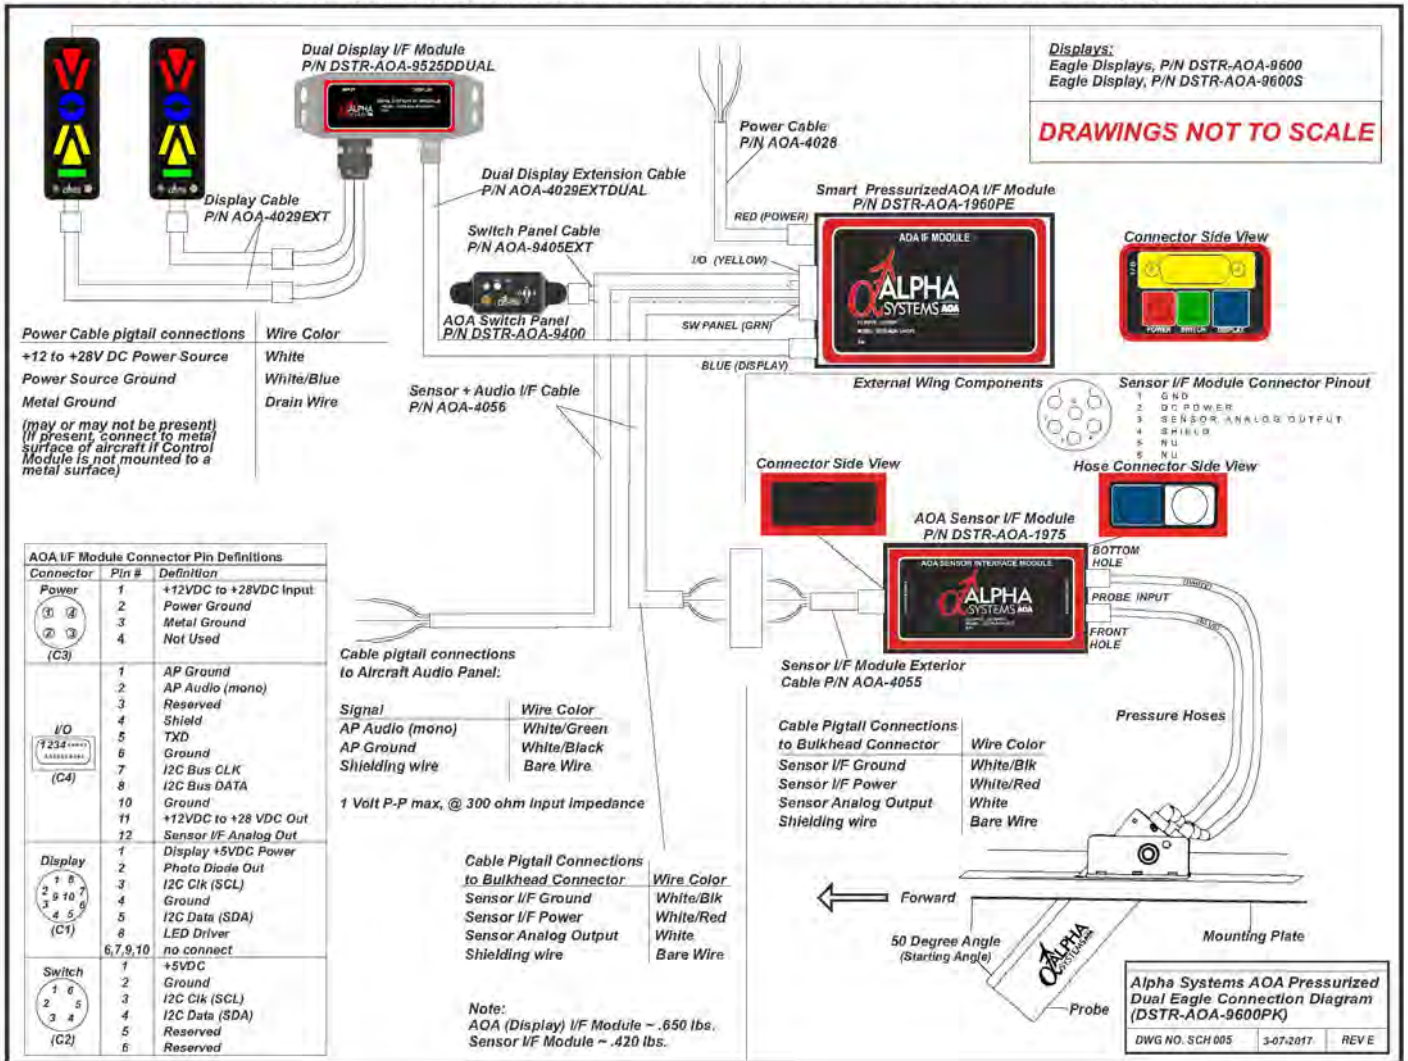 Dual Display I/F Module
P/N DSTR-AOA-9525DDUAL
Displays:
Eagle Displays, P/N DSTR-AOA-9600
Eagle Display, P/N DSTR-AOA-9600S
DRAWINGS NOT TO SCALE
Power Cable
P/N AOA-4028
Display Cable
P/N AOA-4029EXT
Dual Display Extension Cable
P/N AOA-4029EXTDUAL
Switch Panel Cable
P/N AOA-9405EXT
AOA Switch Panel
P/N DSTR-AOA-9400
Smart PressurizedAOA I/F Module
P/N DSTR-AOA-1960PE
RED (POWER)
I/O (YELLOW)
SW PANEL (GRN)
BLUE (DISPLAY)
AOA IF MODULE
ALPHA
SYSTEMS AOA
Connector Side View
I/O
POWER SWITCH DISPLAY
Power Cable pigtail connections Wire Color
+12 to +28V DC Power Source White
Power Source Ground White/Blue
Metal Ground Drain Wire
(may or may not be present)
(If present, connect to metal
surface of aircraft if Control
Module is not mounted to a
metal surface)
Sensor + Audio I/F Cable
P/N AOA-4056
External Wing Components
Sensor I/F Module Connector Pinout
1 GND
2 DC POWER
3 SENSOR ANALOG OUTPUT
4 SHIELD
5 NU
6 NU
Connector Side View
Hose Connector Side View
AOA Sensor I/F Module
P/N DSTR-AOA-1975
AOA SENSOR INTERFACE MODULE
ALPHA
SYSTEMS AOA
BOTTOM
HOLE
PROBE INPUT
FRONT
HOLE
Sensor I/F Module Exterior
Cable P/N AOA-4055
Pressure Hoses
AOA I/F Module Connector Pin Definitions
Connector Pin # Definition
Power
(C3)
1 +12VDC to +28VDC Input
2 Power Ground
3 Metal Ground
4 Not Used
I/O
1234
(C4)
1 AP Ground
2 AP Audio (mono)
3 Reserved
4 Shield
5 TXD
6 Ground
7 I2C Bus CLK
8 I2C Bus DATA
10 Ground
11 +12VDC to +28 VDC Out
12 Sensor I/F Analog Out
Display
(C1)
1 Display +5VDC Power
2 Photo Diode Out
3 I2C Clk (SCL)
4 Ground
5 I2C Data (SDA)
8 LED Driver
6,7,9,10 no connect
Switch
(C2)
1 +5VDC
2 Ground
3 I2C Clk (SCL)
4 I2C Data (SDA)
5 Reserved
6 Reserved
Cable pigtail connections
to Aircraft Audio Panel:
Signal Wire Color
AP Audio (mono) White/Green
AP Ground White/Black
Shielding wire Bare Wire
1 Volt P-P max, @ 300 ohm input impedance
Cable Pigtail Connections
to Bulkhead Connector Wire Color
Sensor I/F Ground White/Blk
Sensor I/F Power White/Red
Sensor Analog Output White
Shielding wire Bare Wire
Note:
AOA (Display) I/F Module ~ .650 lbs.
Sensor I/F Module ~ .420 lbs.
Cable Pigtail Connections
to Bulkhead Connector Wire Color
Sensor I/F Ground White/Blk
Sensor I/F Power White/Red
Sensor Analog Output White
Shielding wire Bare Wire
Forward
50 Degree Angle
(Starting Angle)
Mounting Plate
ALPHA
SYSTEMS AOA
Probe
Alpha Systems AOA Pressurized
Dual Eagle Connection Diagram
(DSTR-AOA-9600PK)
DWG NO. SCH 005 3-07-2017 REV E